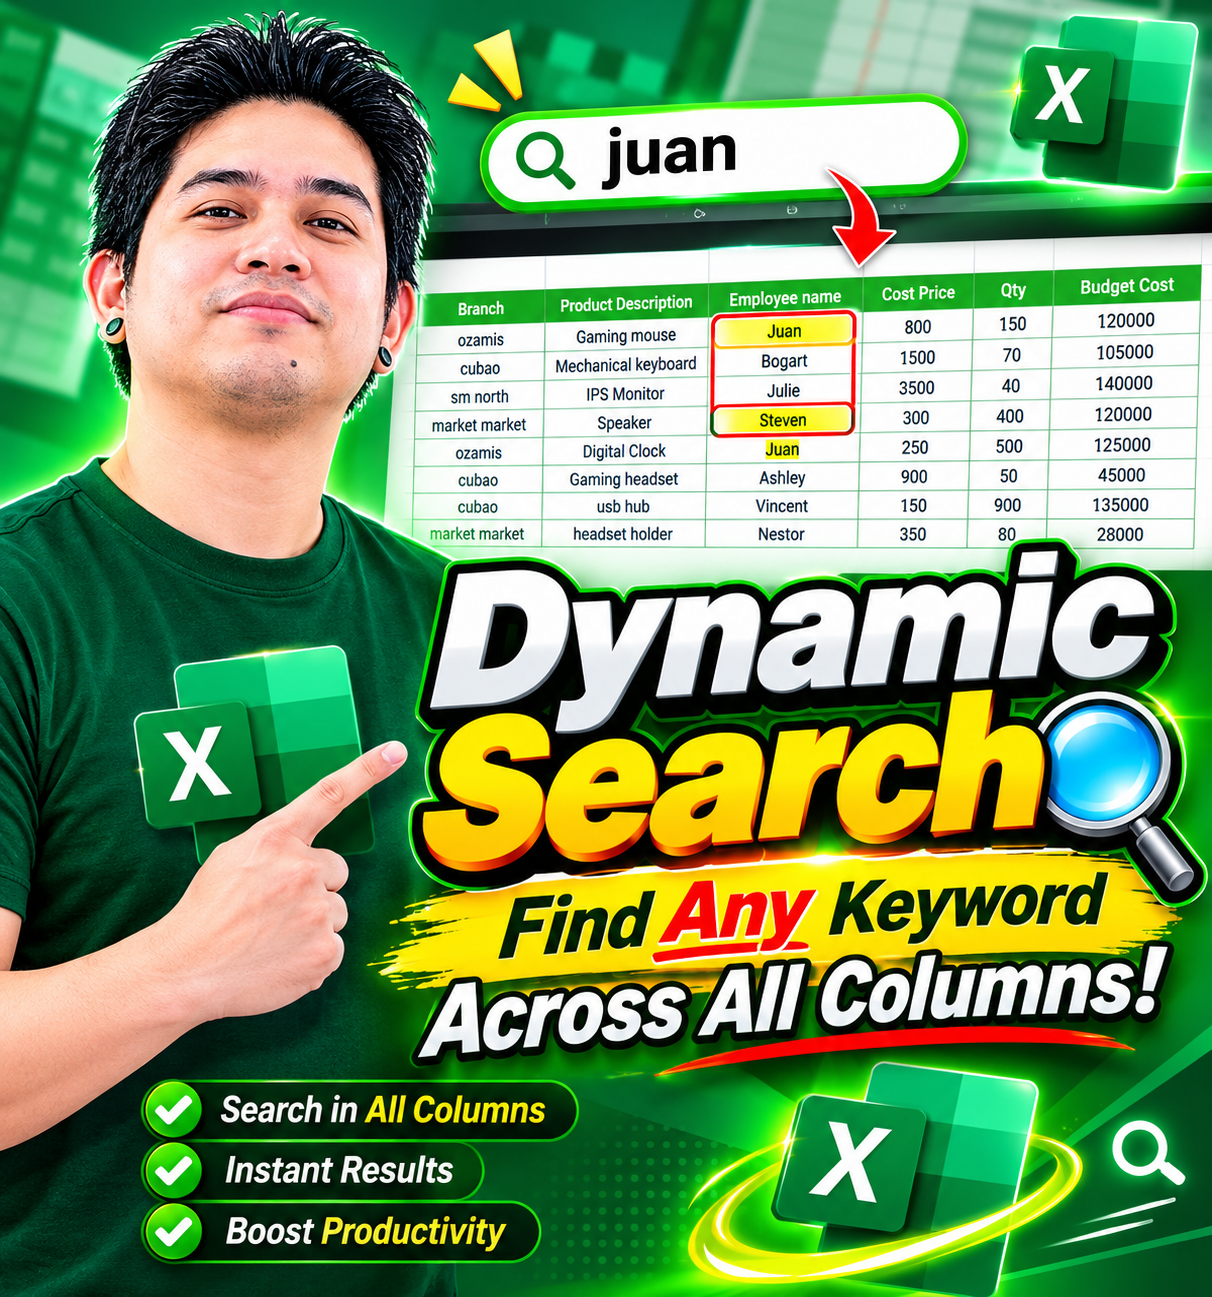 juan
X
Branch Product Description Employee name Cost Price Qty Budget Cost
ozamis Gaming mouse Juan 800 150 120000
cubao Mechanical keyboard Bogart 1500 70 105000
sm north IPS Monitor Julie 3500 40 140000
market market Speaker Steven 300 400 120000
ozamis Digital Clock Juan 250 500 125000
cubao Gaming headset Ashley 900 50 45000
cubao usb hub Vincent 150 900 135000
market market headset holder Nestor 350 80 28000
X
Dynamic
Search
Find Any Keyword
Across All Columns!
Search in All Columns
Instant Results
Boost Productivity
X